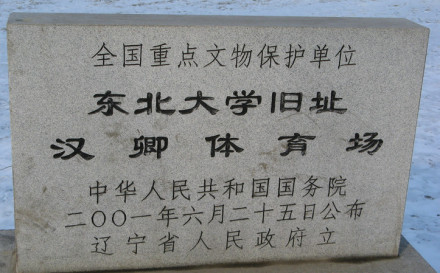 全国重点文物保护单位
东北大学旧址
汉卿体育场
中华人民共和国国务院
二〇〇一年六月二十五日公布
辽宁省人民政府立